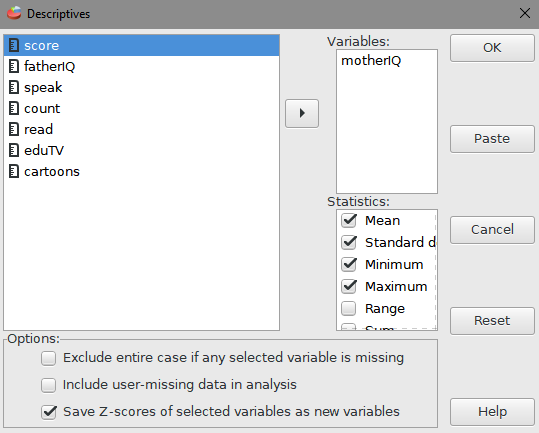 Descriptives
score
fatherIQ
speak
count
read
eduTV
cartoons
Variables:
motherIQ
Statistics:
Mean
Standard d
Minimum
Maximum
Range
Sum
OK
Paste
Cancel
Reset
Help
Options:
Exclude entire case if any selected variable is missing
Include user-missing data in analysis
Save Z-scores of selected variables as new variables